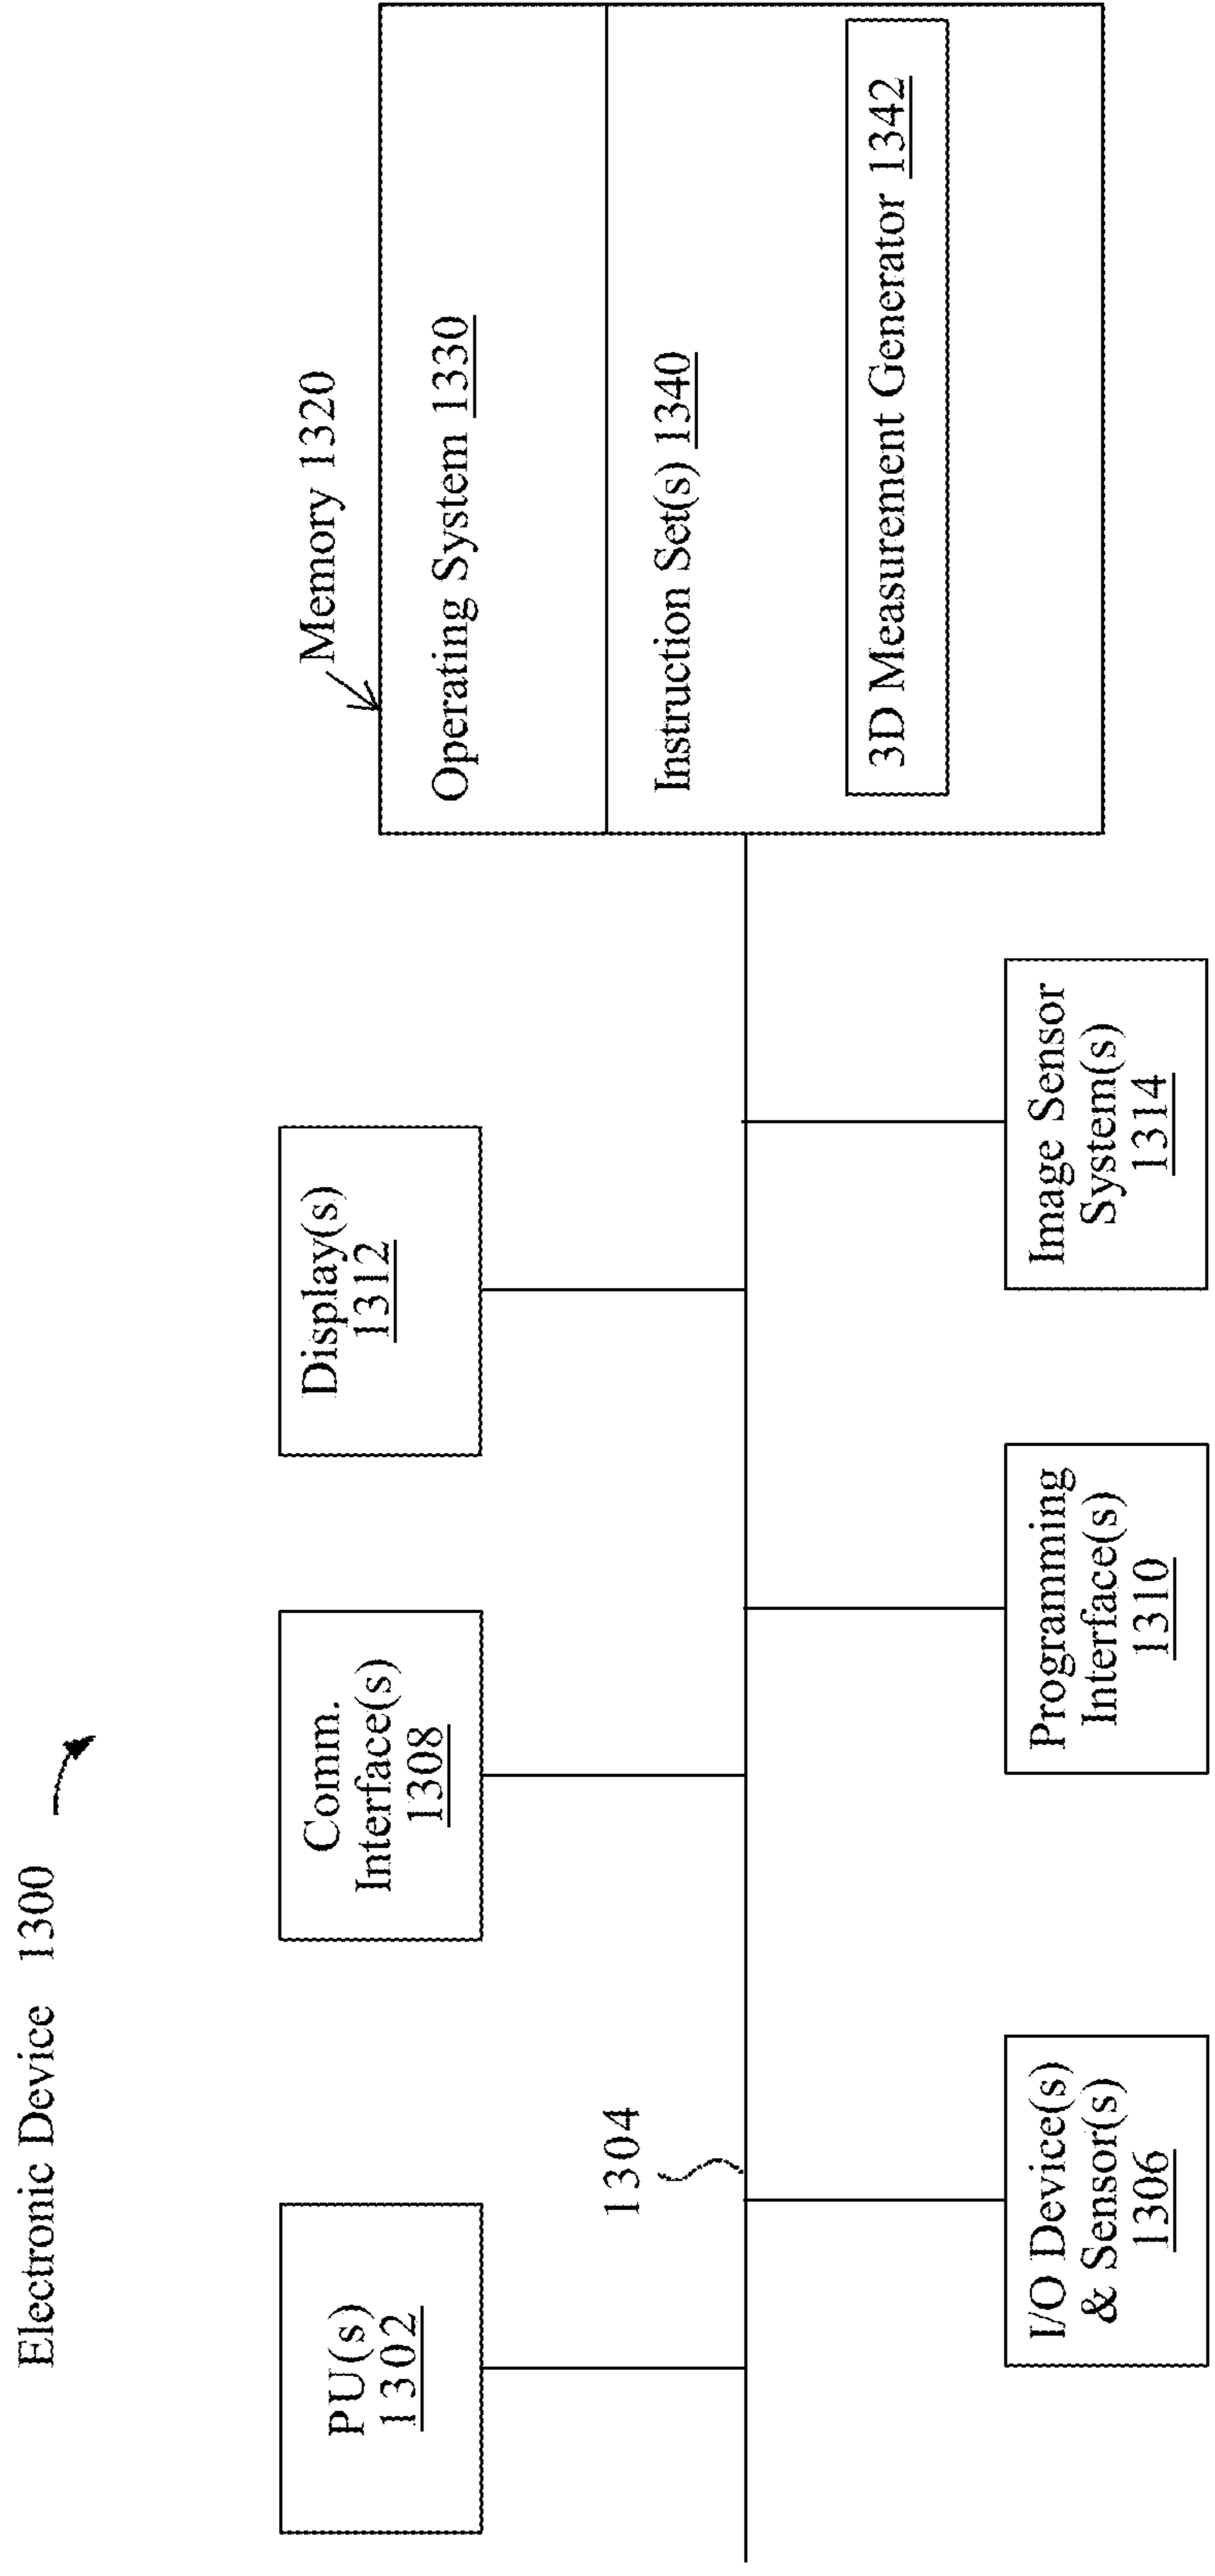 Electronic Device 1300
PU(s)
1302
Comm.
Interface(s)
1308
Display(s)
1312
Memory 1320
Operating System 1330
Instruction Set(s) 1340
3D Measurement Generator 1342
1304
I/O Device(s)
& Sensor(s)
1306
Programming
Interface(s)
1310
Image Sensor
System(s)
1314